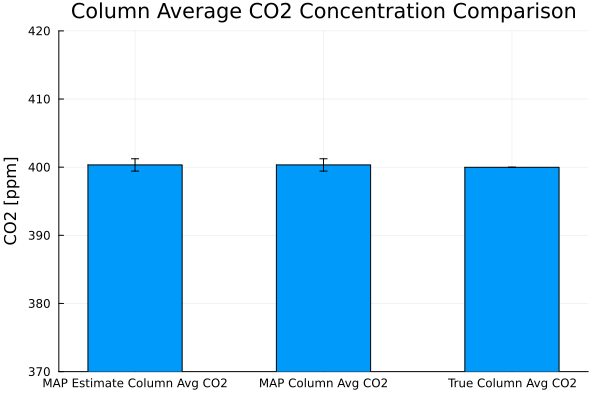 Column Average CO2 Concentration Comparison
420
410
400
390
380
370
CO2 [ppm]
MAP Estimate Column Avg CO2
MAP Column Avg CO2
True Column Avg CO2